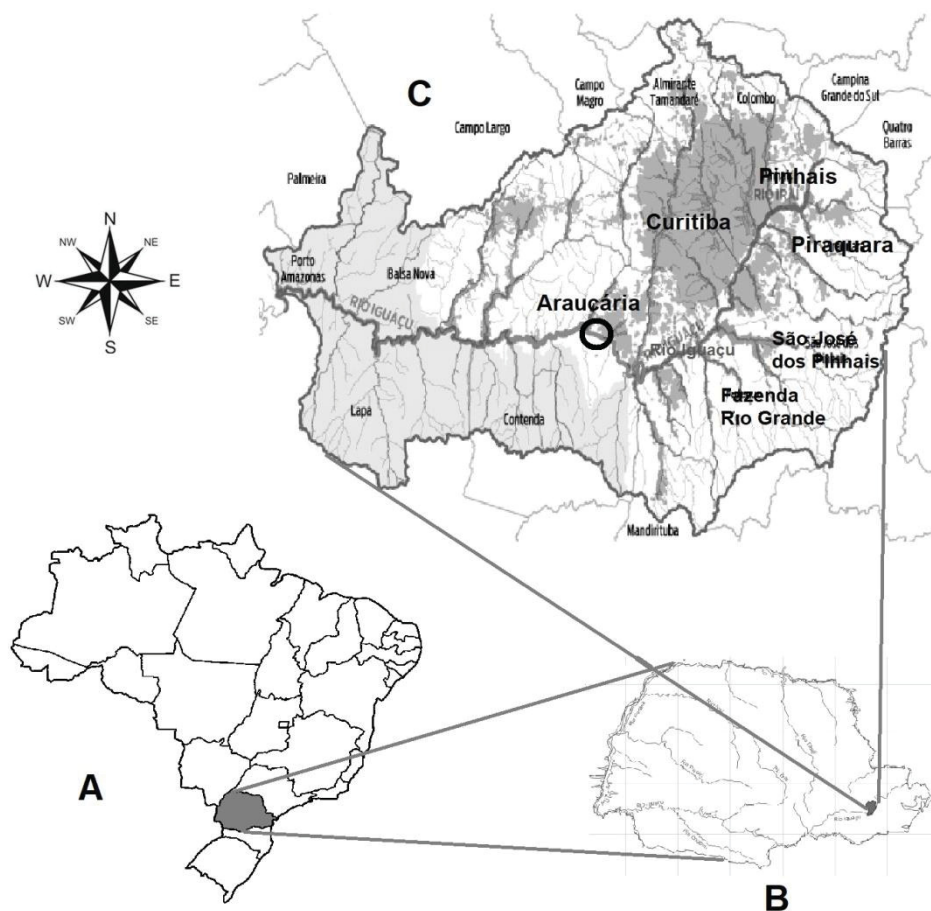 C
Campo
Magro
Almirante
Tamandaré
Colombo
Campina
Grande do Sul
Quatro
Barras
Campo Largo
Palmeira
Pinhais
RIO IRAÍ
Curitiba
Piraquara
Porto
Amazonas
Balsa Nova
RIO IGUAÇU
Araucária
Rio Iguaçu
São José
dos Pinhais
Fazenda
Rio Grande
Lapa
Contenda
Mandirituba
N
NW
NE
W
E
SW
SE
S
A
B